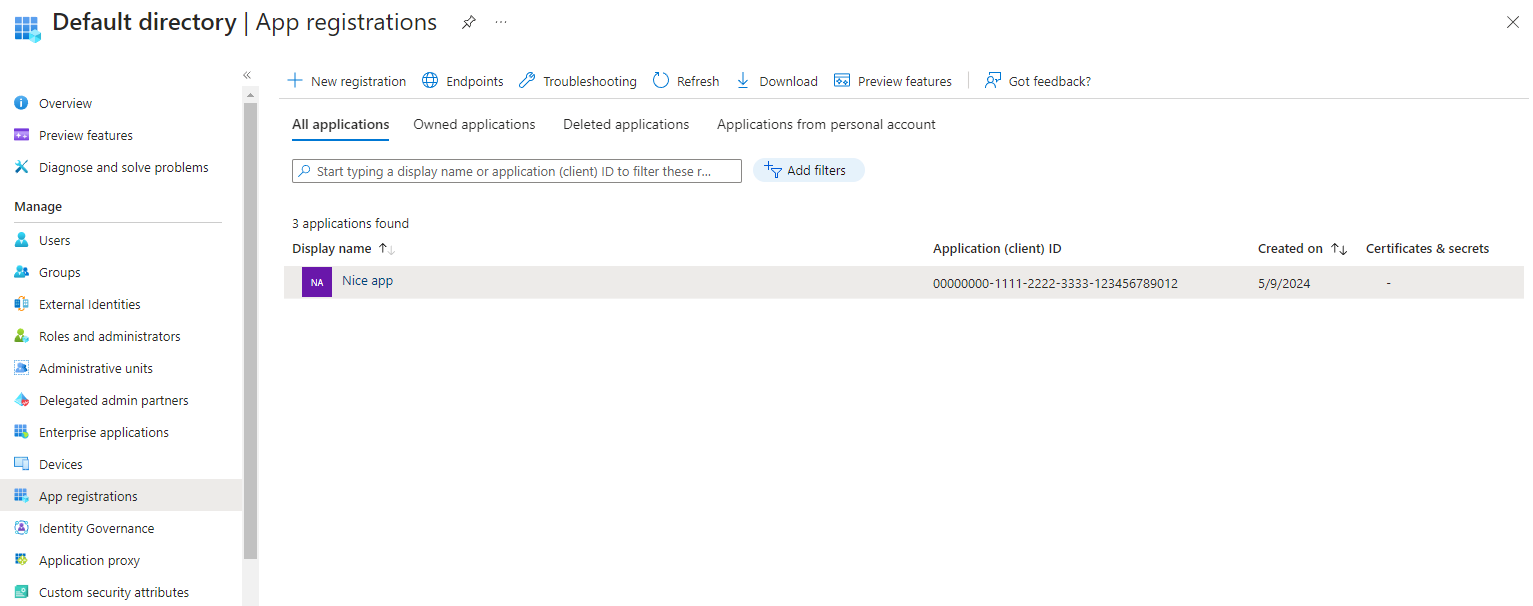 Default directory | App registrations
Overview
Preview features
Diagnose and solve problems
Manage
Users
Groups
External Identities
Roles and administrators
Administrative units
Delegated admin partners
Enterprise applications
Devices
App registrations
Identity Governance
Application proxy
Custom security attributes
New registration Endpoints Troubleshooting Refresh Download Preview features Got feedback?
All applications Owned applications Deleted applications Applications from personal account
Start typing a display name or application (client) ID to filter these r... Add filters
3 applications found
Display name Application (client) ID Created on Certificates & secrets
NA Nice app 00000000-1111-2222-3333-123456789012 5/9/2024 -